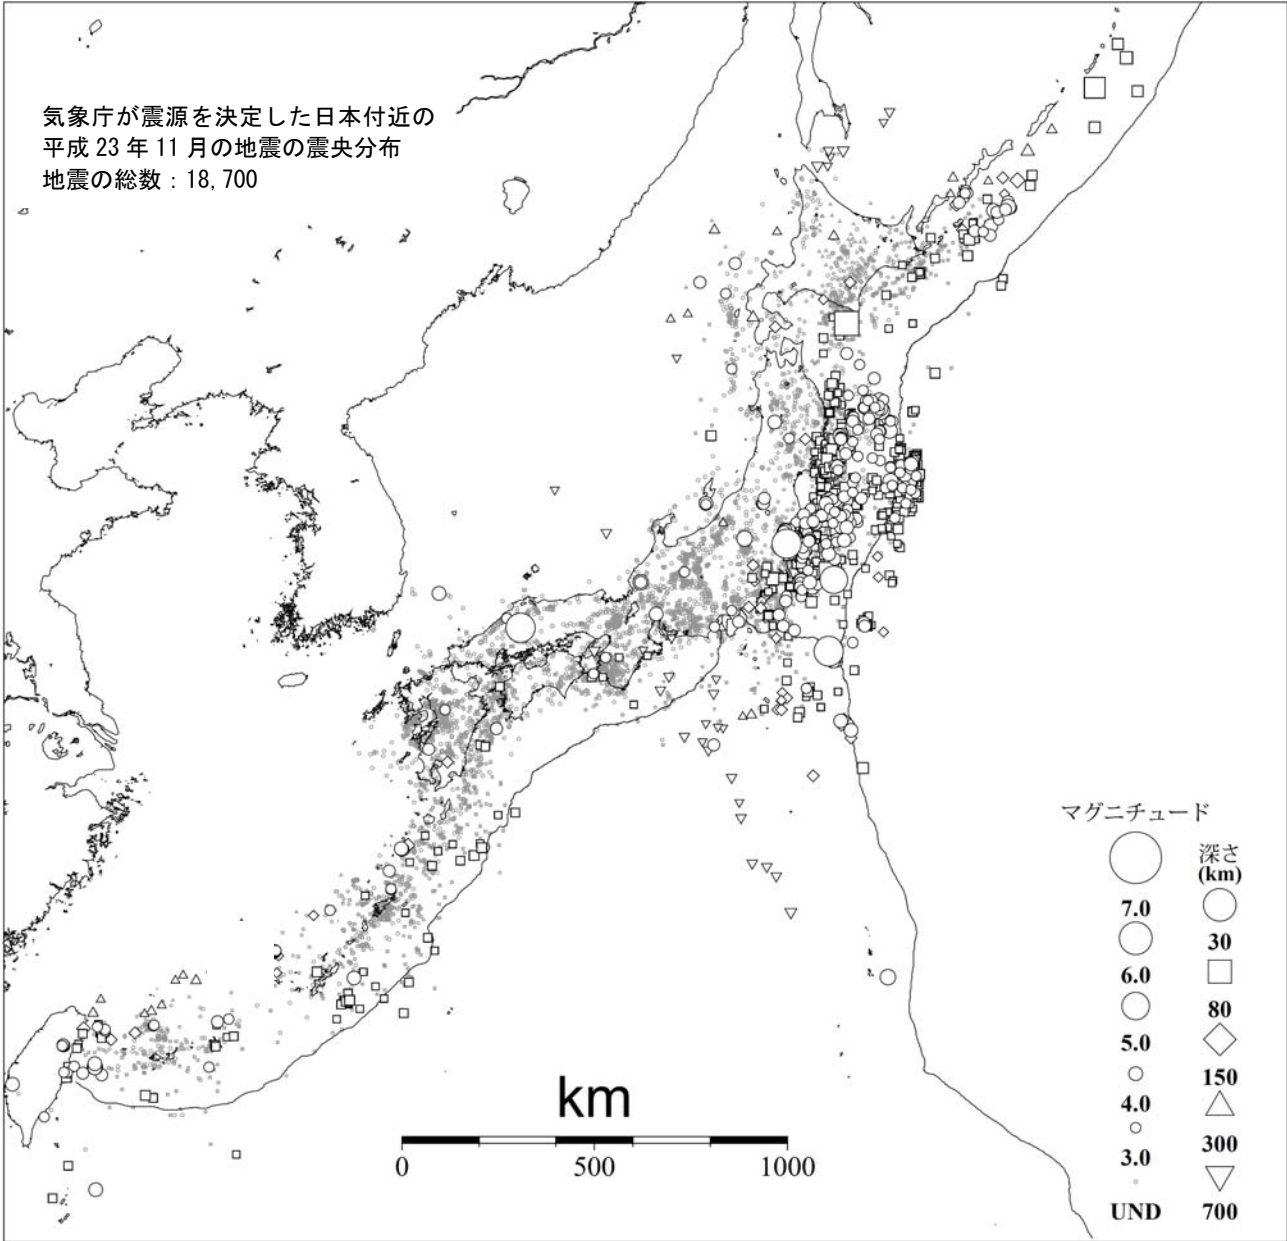 気象庁が震源を決定した日本付近の
平成 23 年 11 月の地震の震央分布
地震の総数：18,700
マグニチュード
深さ
(km)
7.0
30
6.0
80
5.0
150
4.0
300
3.0
UND 700
km
0 500 1000